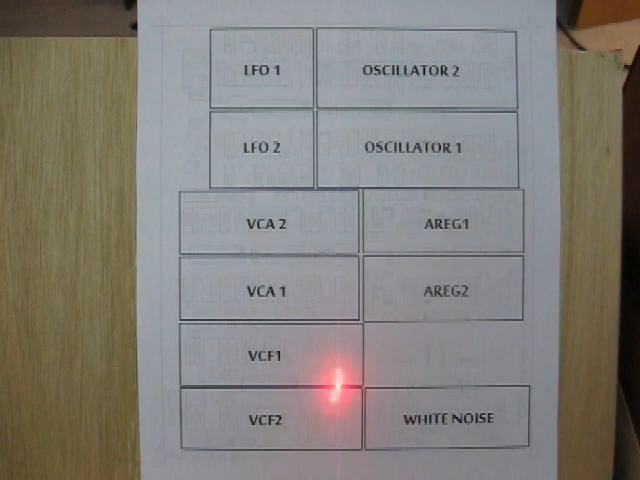 LFO 1 OSCILLATOR 2
LFO 2 OSCILLATOR 1
VCA 2 AREG1
VCA 1 AREG2
VCF1
VCF2 WHITE NOISE